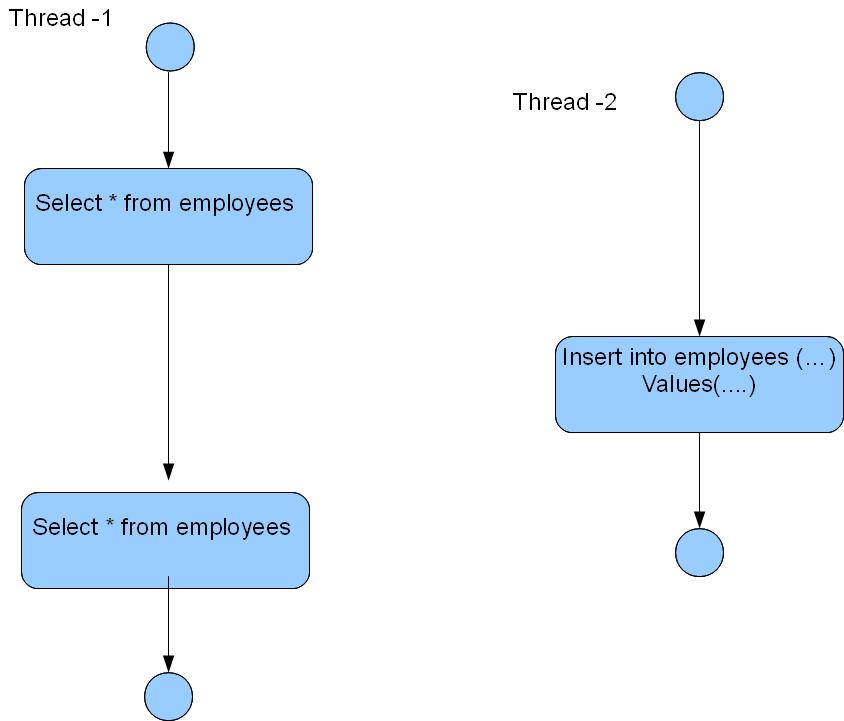 Thread -1
Select * from employees
Select * from employees
Thread -2
Insert into employees (...)
Values(....)